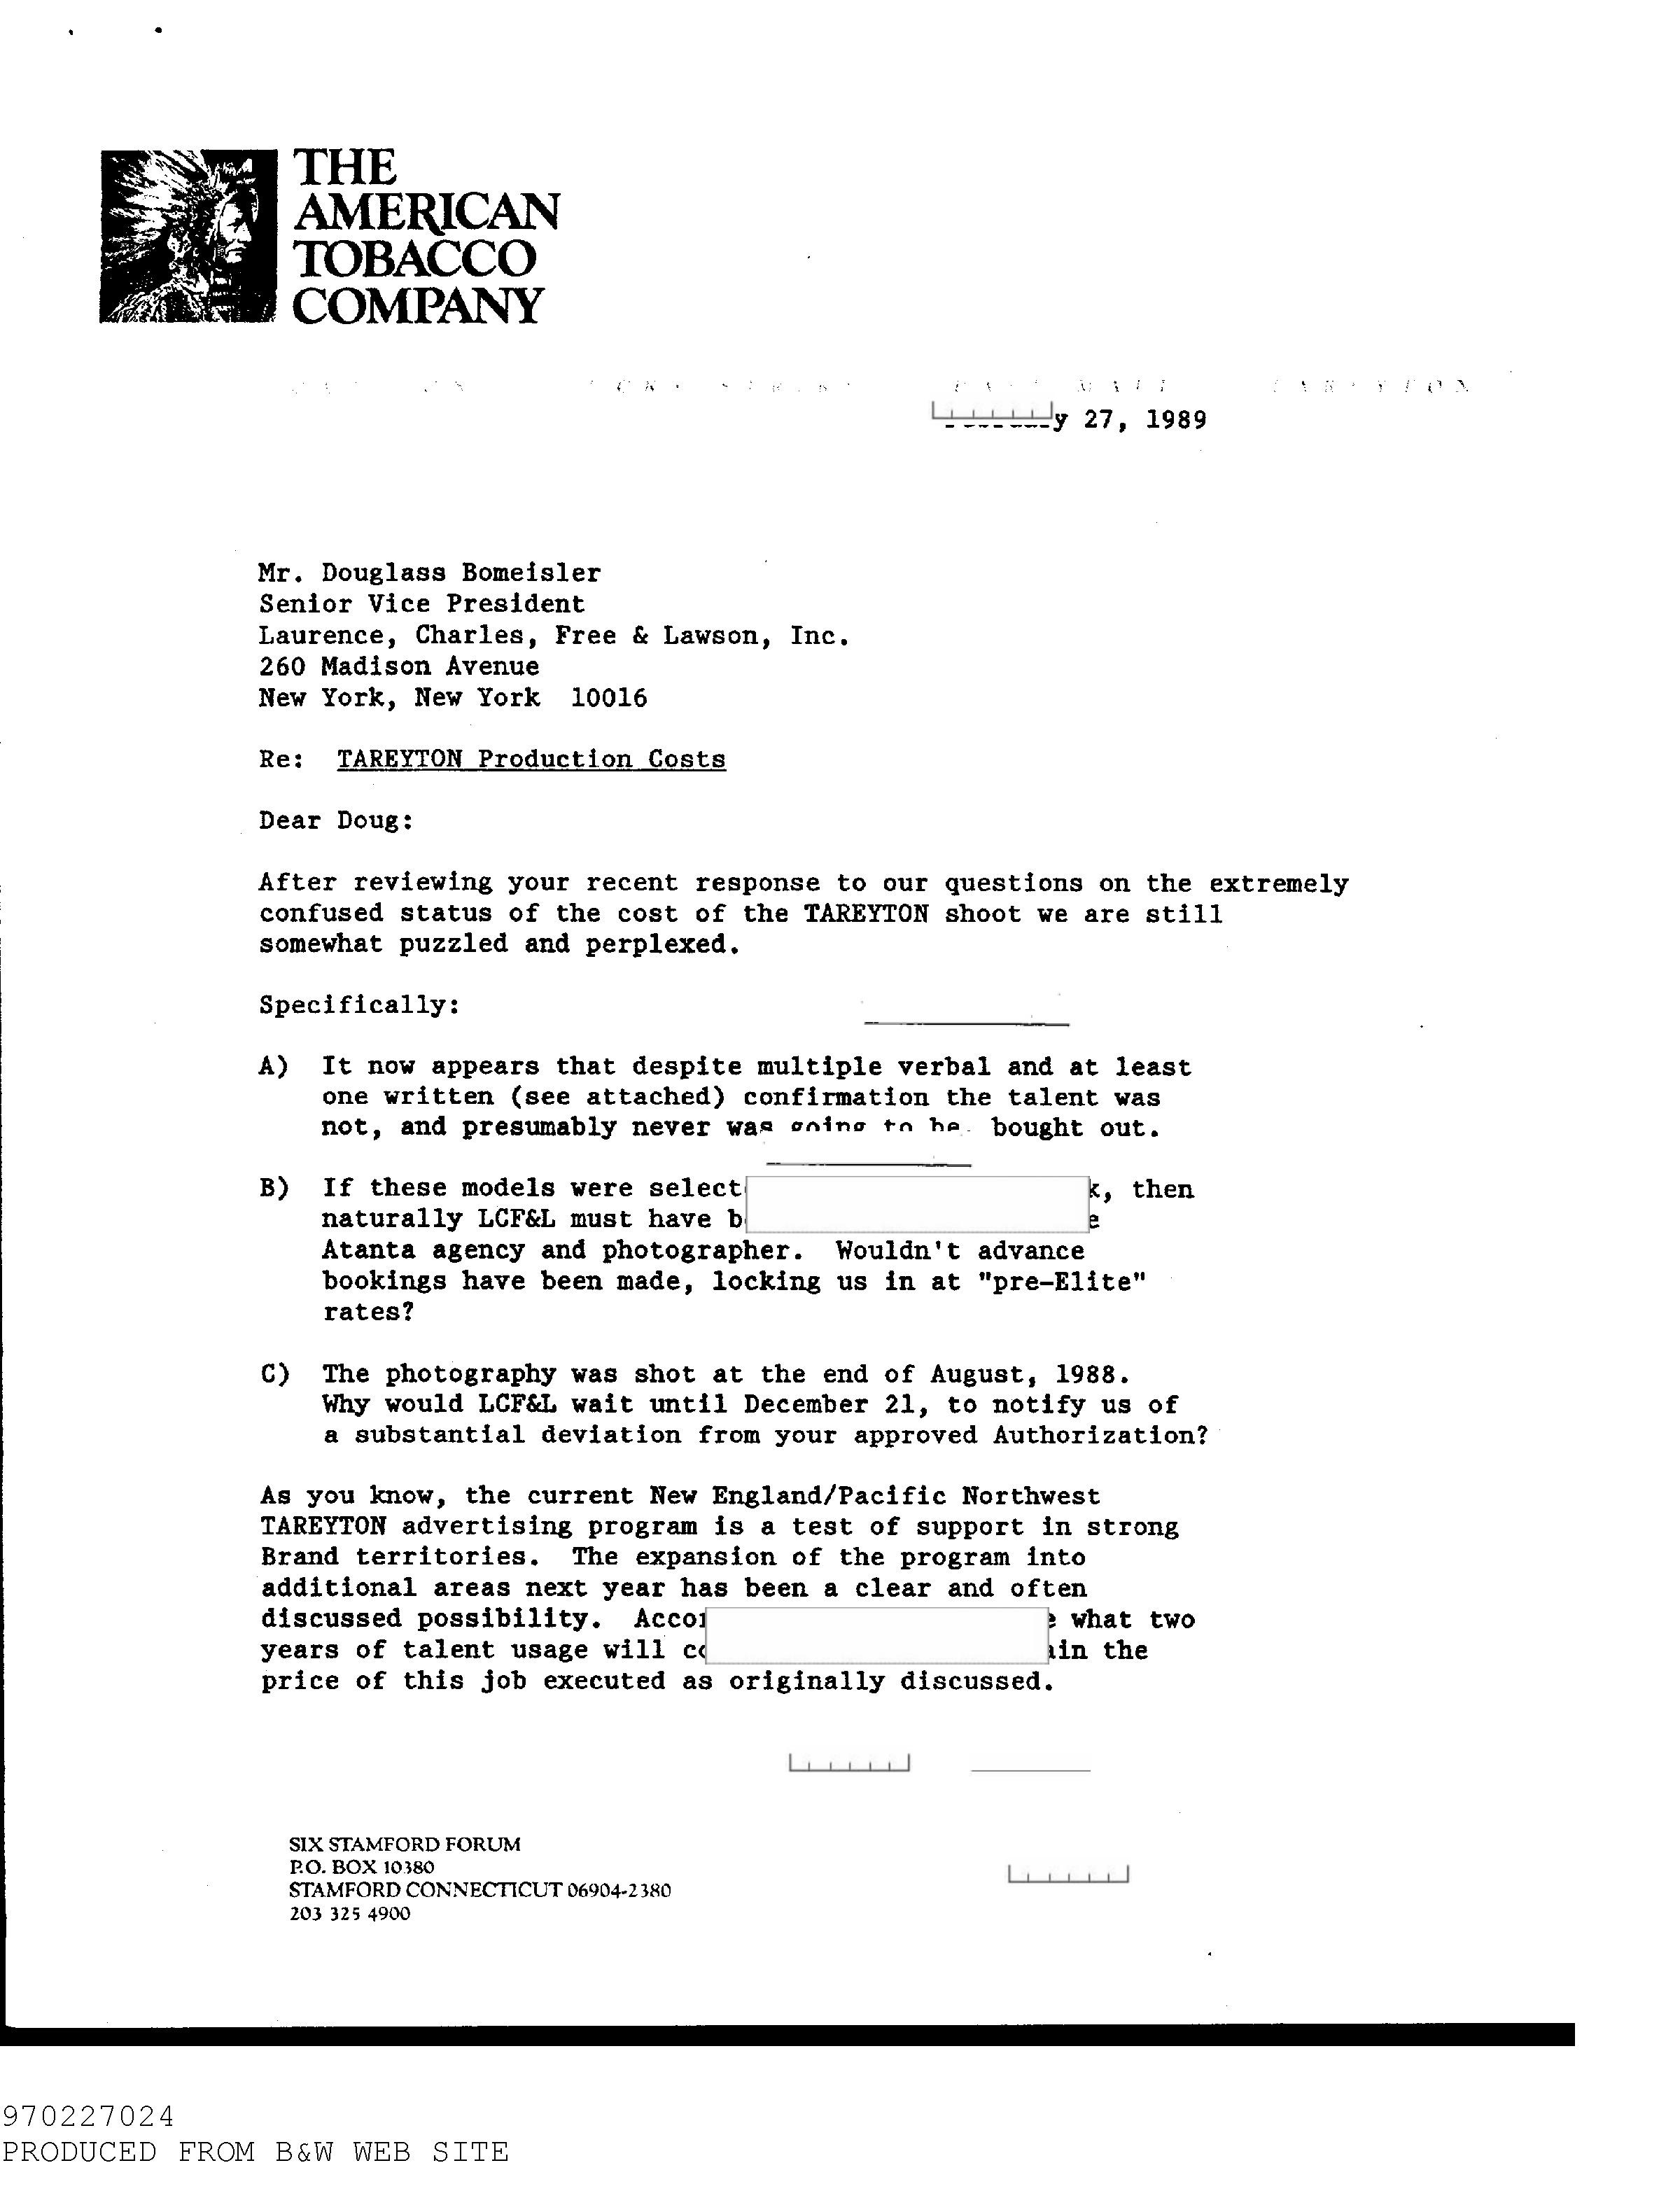 THE
AMERICAN
TOBACCO
COMPANY
27, 1989
Mr. Douglass Bomeisler
Senior Vice President
Laurence, Charles, Free & Lawson, Inc.
260 Madison Avenue
New York, New York 10016
Re: TAREYTON Production Costs
Dear Doug:
After reviewing your recent response to our questions on the extremely
confused status of the cost of the TAREYTON shoot we are still
somewhat puzzled and perplexed.
Specifically:
A) It now appears that despite multiple verbal and at least
one written (see attached) confirmation the talent was
not, and presumably never was going to be bought out.
B) If these models were then
naturally LCF&L must have
Atanta agency and photographer. Wouldn't advance
bookings have been made, locking us in at "pre-Elite"
rates?
C) The photography was shot at the end of August, 1988.
Why would LCF&L wait until December 21, to notify us of
a substantial deviation from your approved Authorization?
As you know, the current New England/Pacific Northwest
TAREYTON advertising program is a test of support in strong
Brand territories. The expansion of the program into
additional areas next year has been a clear and often
discussed possibility. what two
years of talent usage will the
price of this job executed as originally discussed.
SIX STAMFORD FORUM
P.O. BOX 10380
STAMFORD CONNECTICUT 06904-2380
203 325 4900
970227024
PRODUCED FROM B&W WEB SITE